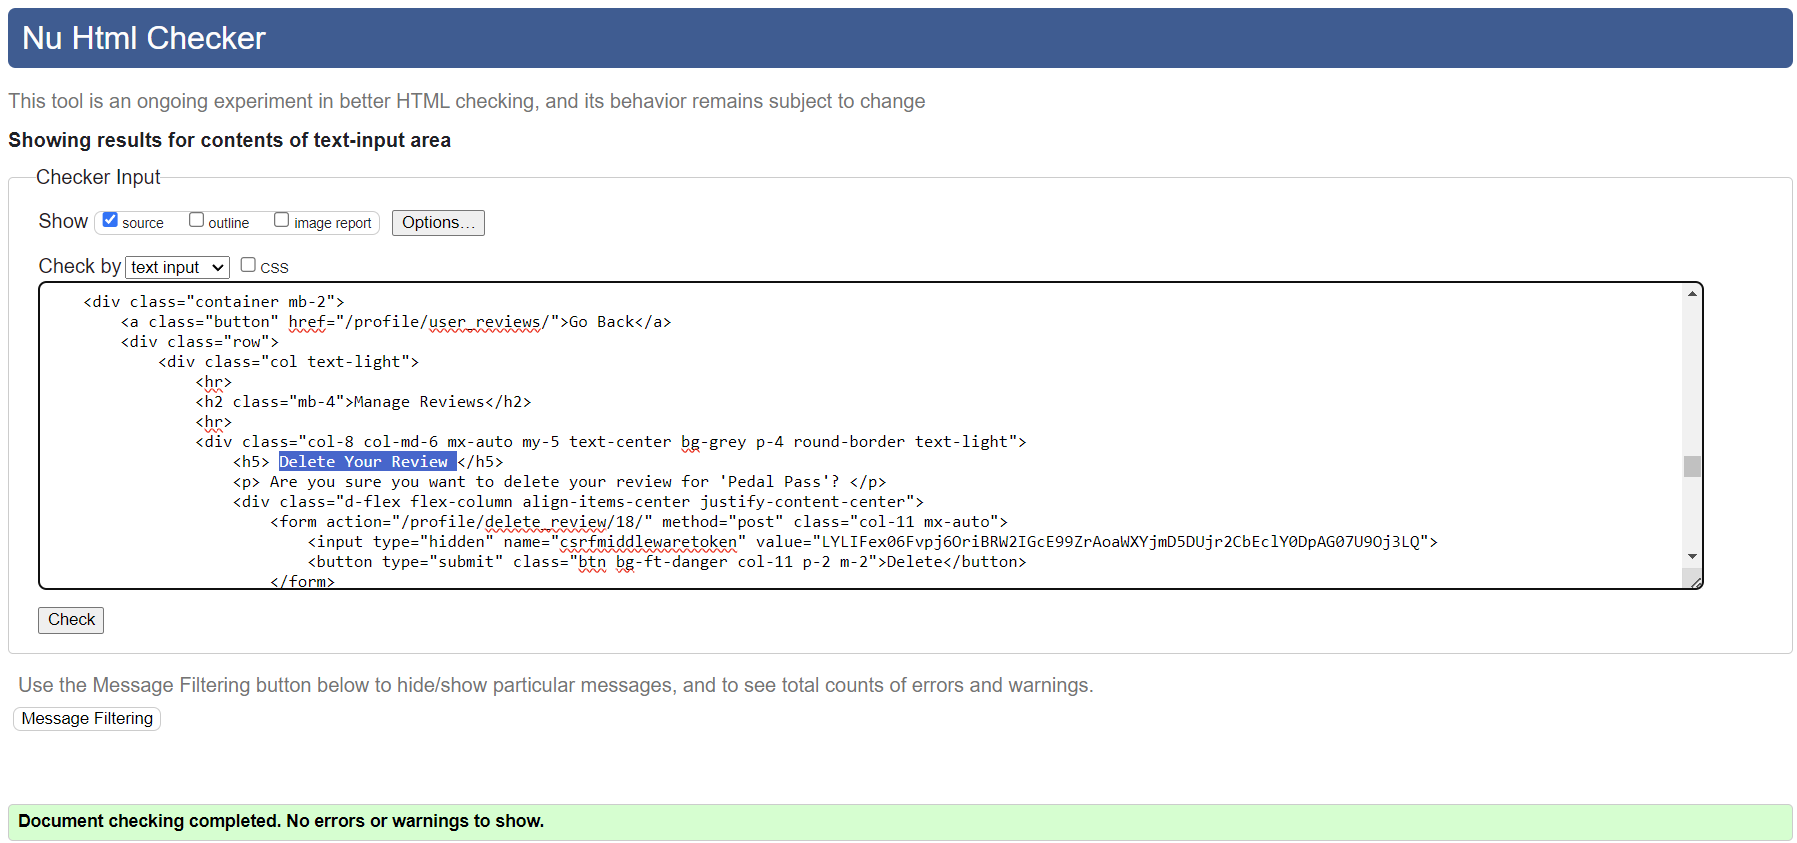 Nu Html Checker
This tool is an ongoing experiment in better HTML checking, and its behavior remains subject to change
Showing results for contents of text-input area
Checker Input
Show source outline image report Options…
Check by text input CSS
<div class="container mb-2">
<a class="button" href="/profile/user_reviews/">Go Back</a>
<div class="row">
<div class="col text-light">
<hr>
<h2 class="mb-4">Manage Reviews</h2>
<hr>
<div class="col-8 col-md-6 mx-auto my-5 text-center bg-grey p-4 round-border text-light">
<h5> Delete Your Review </h5>
<p> Are you sure you want to delete your review for 'Pedal Pass'? </p>
<div class="d-flex flex-column align-items-center justify-content-center">
<form action="/profile/delete_review/18/" method="post" class="col-11 mx-auto">
<input type="hidden" name="csrfmiddlewaretoken" value="LYLIFex06Fvpj6OriBRW2IGcE99ZrAoaWXYjmD5DUjr2CbEclY0DpAG07U9Oj3LQ">
<button type="submit" class="btn bg-ft-danger col-11 p-2 m-2">Delete</button>
</form>
Check
Use the Message Filtering button below to hide/show particular messages, and to see total counts of errors and warnings.
Message Filtering
Document checking completed. No errors or warnings to show.